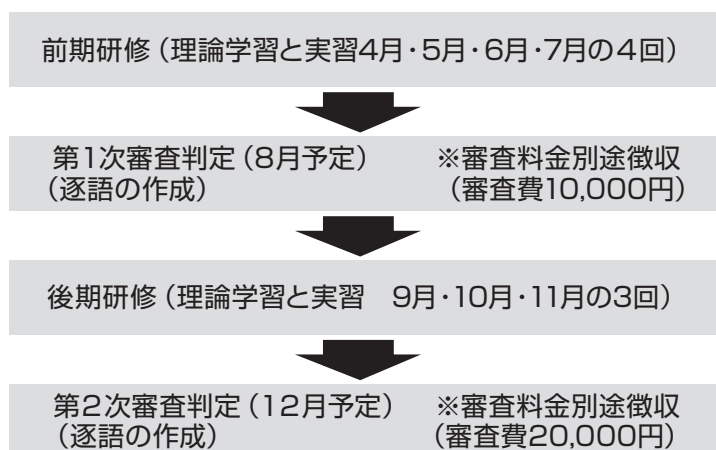 前期研修（理論学習と実習4月・5月・6月・7月の4回）
第1次審査判定（8月予定）　※審査料金別途徴収
（逐語の作成）　（審査費10,000円）
後期研修（理論学習と実習　9月・10月・11月の3回）
第2次審査判定（12月予定）　※審査料金別途徴収
（逐語の作成）　（審査費20,000円）